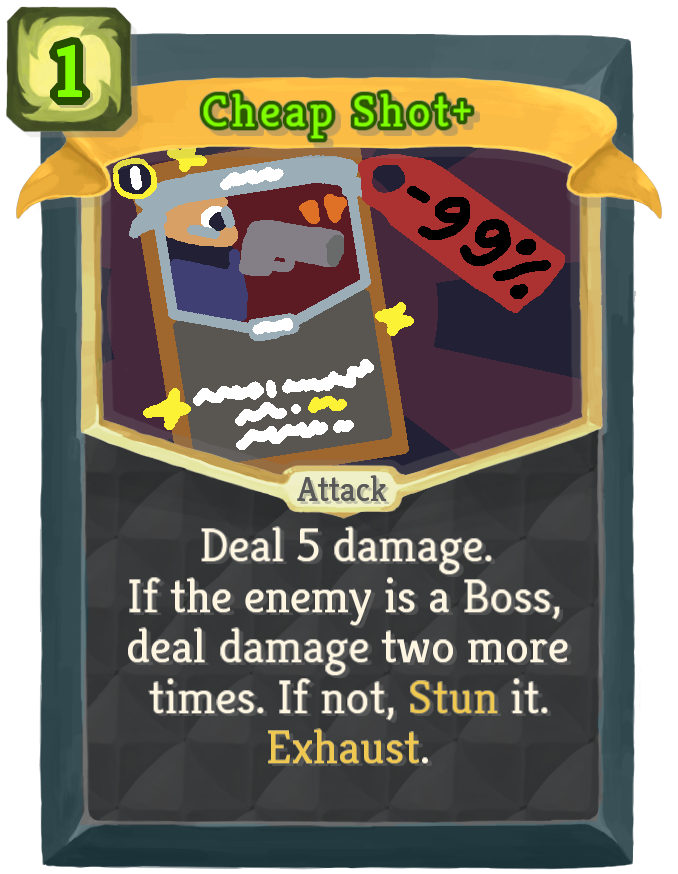 1
Cheap Shot+
-99%
Attack
Deal 5 damage.
If the enemy is a Boss,
deal damage two more
times. If not, Stun it.
Exhaust.